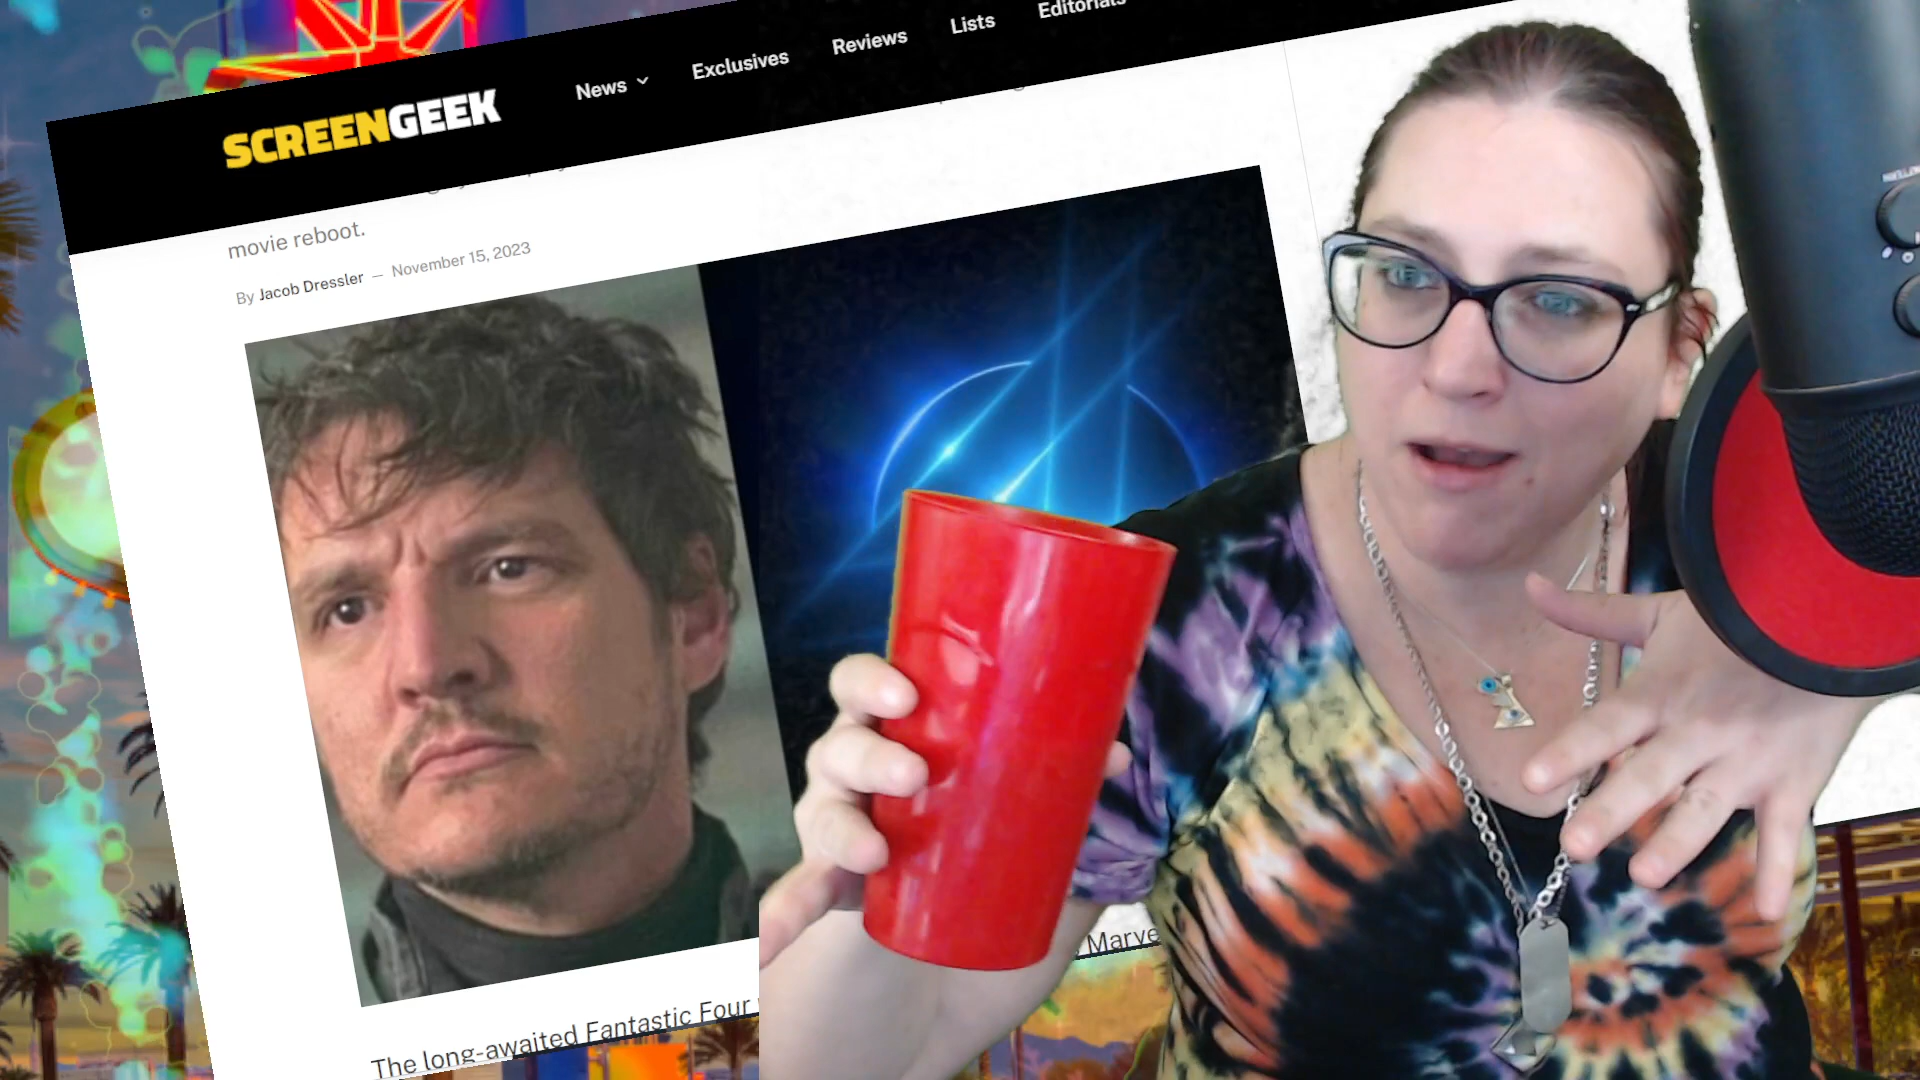 SCREENGEEK
News
Exclusives
Reviews
Lists
Editorials
movie reboot.
By Jacob Dressler — November 15, 2023
Marve
The long-awaited Fantastic Four